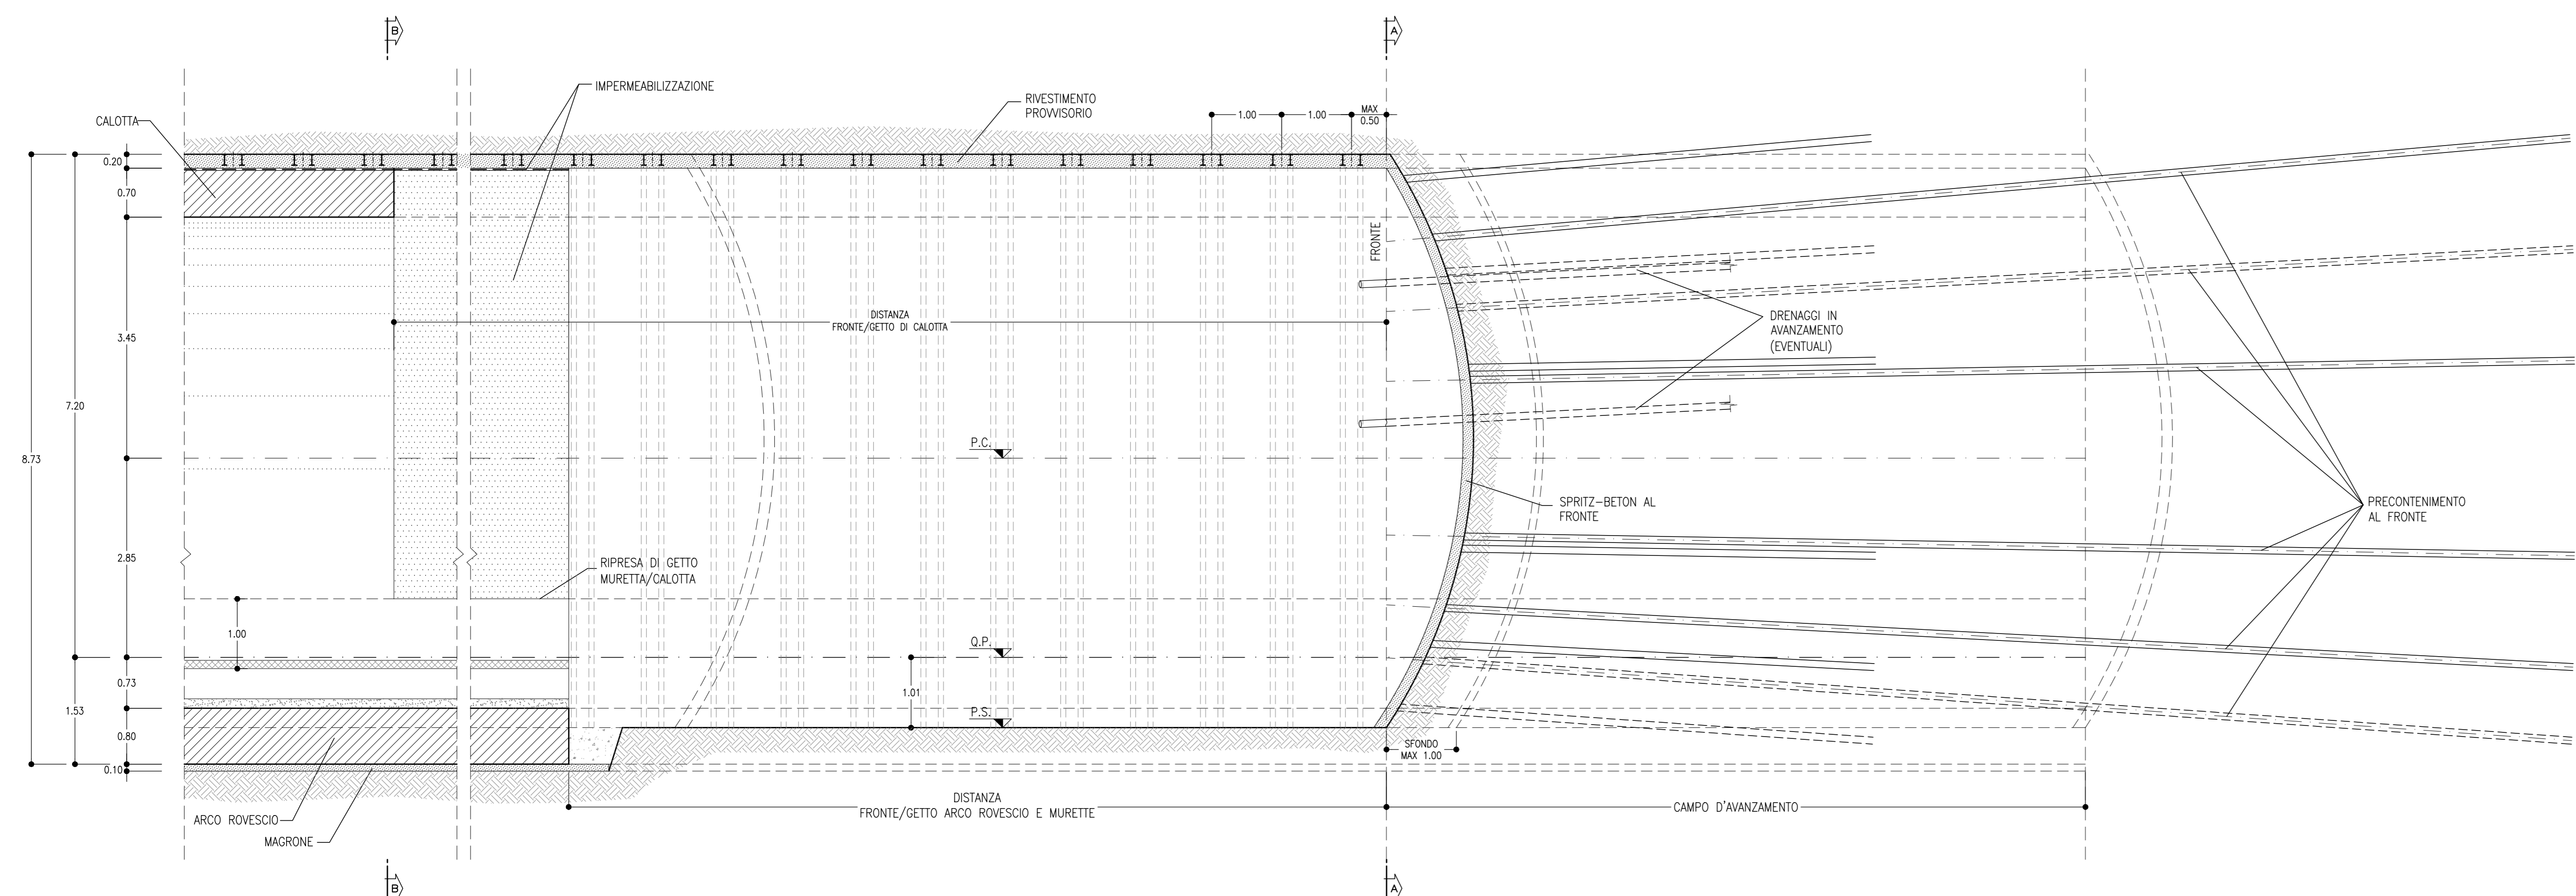 B
A
IMPERMEABILIZZAZIONE
RIVESTIMENTO
PROVVISORIO
CALOTTA
1.00
1.00
MAX
0.50
0.20
0.70
FRONTE
DISTANZA
FRONTE/GETTO DI CALOTTA
DRENAGGI IN
AVANZAMENTO
(EVENTUALI)
3.45
7.20
8.73
P.C.
SPRITZ-BETON AL
FRONTE
PRECONTENIMENTO
AL FRONTE
2.85
RIPRESA DI GETTO
MURETTA/CALOTTA
1.00
Q.P.
0.73
1.01
1.53
P.S.
0.80
SFONDO
MAX 1.00
0.10
DISTANZA
FRONTE/GETTO ARCO ROVESCIO E MURETTE
CAMPO D'AVANZAMENTO
ARCO ROVESCIO
MAGRONE
B
A